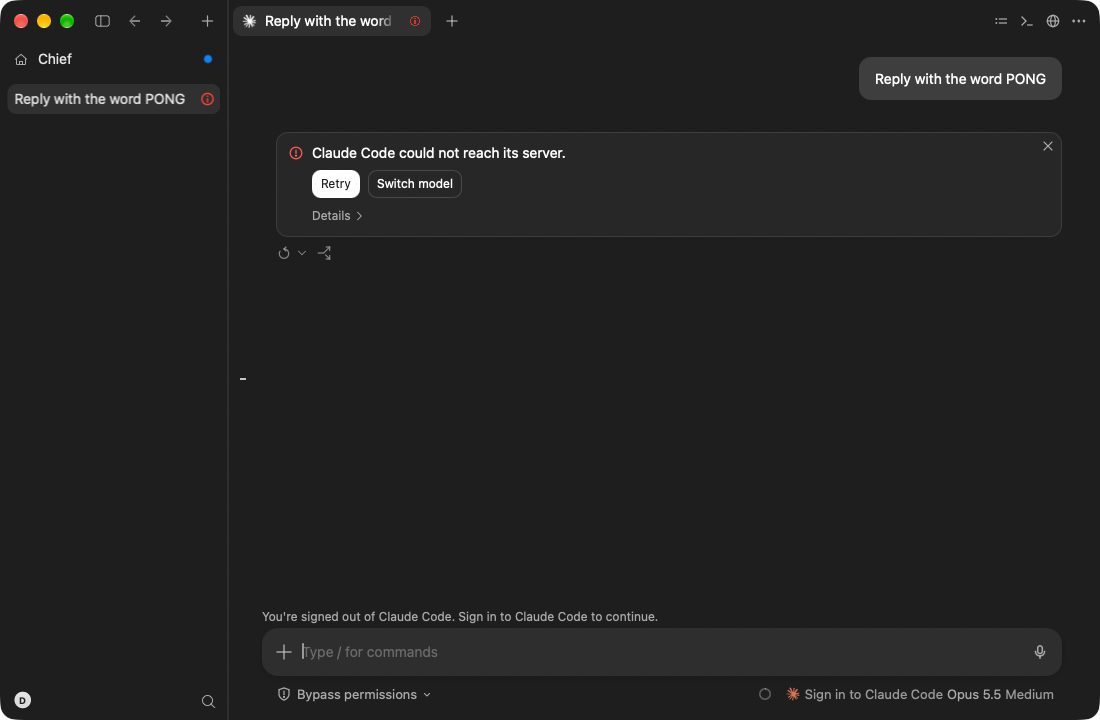 Reply with the word
Chief
Reply with the word PONG
Reply with the word PONG
Claude Code could not reach its server.
Retry
Switch model
Details
You're signed out of Claude Code. Sign in to Claude Code to continue.
Type / for commands
D
Bypass permissions
Sign in to Claude Code Opus 5.5 Medium